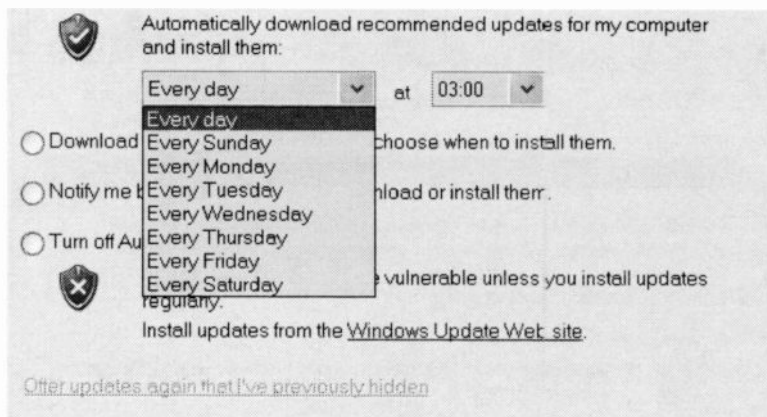 Automatically download recommended updates for my computer
and install them:
Every day at 03:00
Every day
Download Every Sunday choose when to install them.
Every Monday
Notify me Every Tuesday nload or install them.
Every Wednesday
Turn off Au Every Thursday
Every Friday
vulnerable unless you install updates
Every Saturday
regularly.
Install updates from the Windows Update Web site.
Offer updates again that I've previously hidden